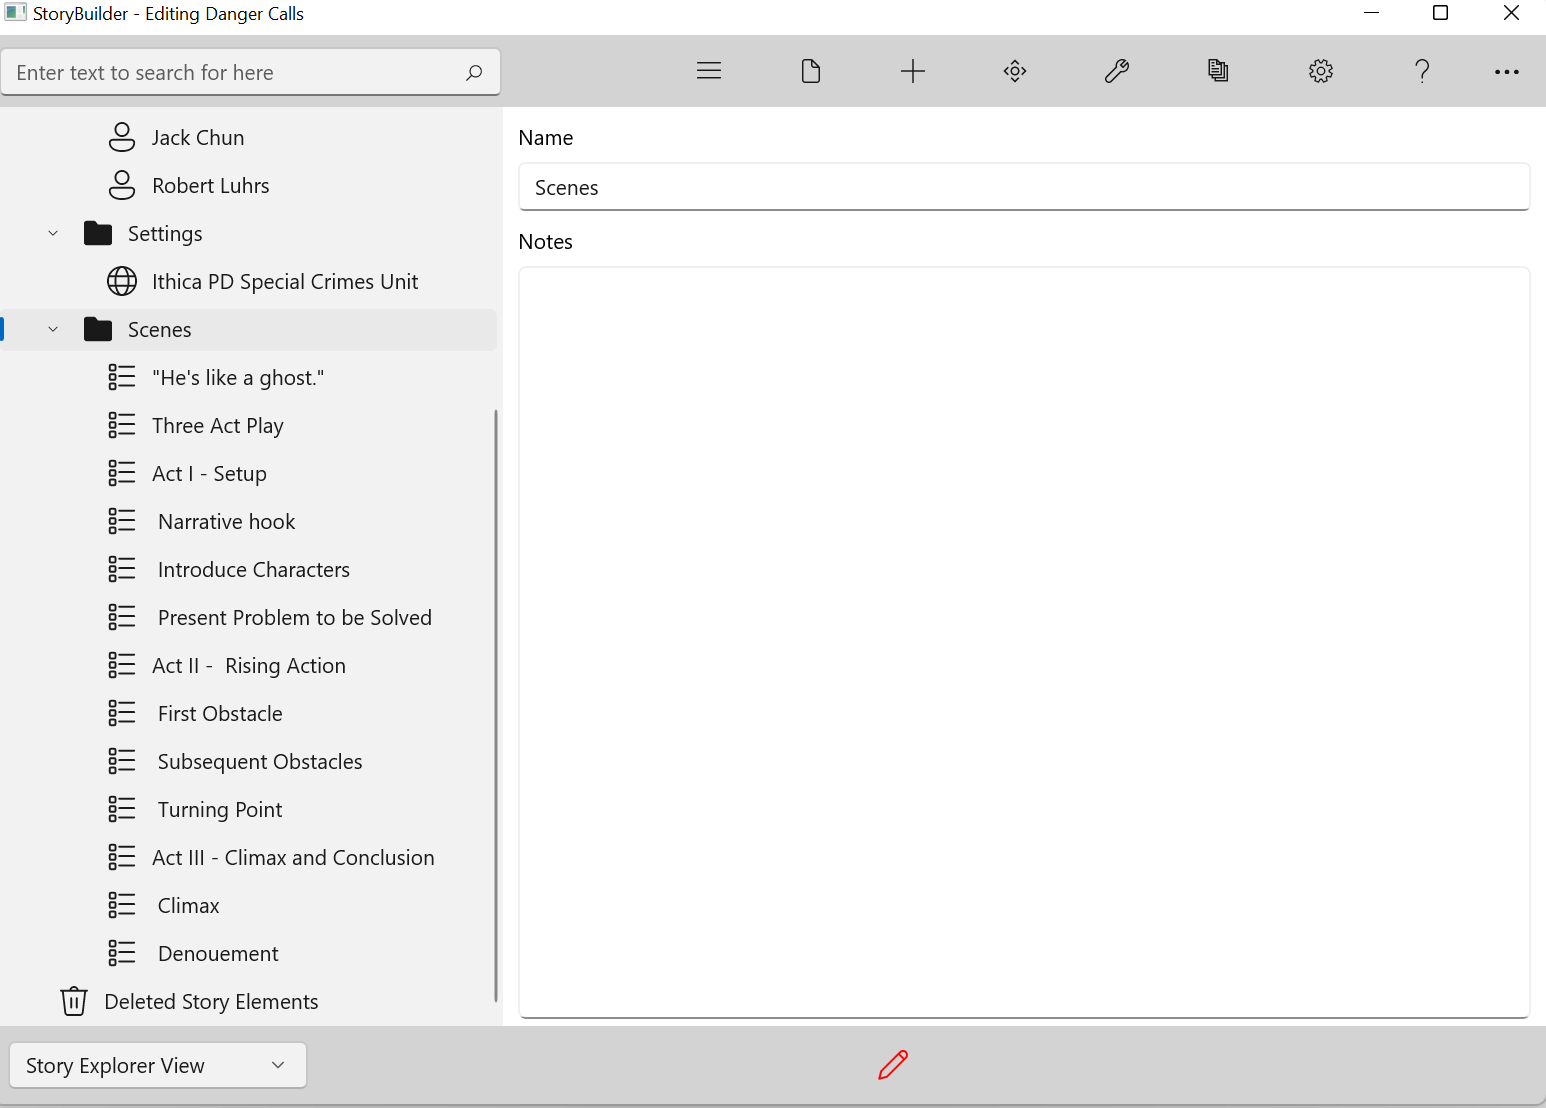 StoryBuilder - Editing Danger Calls
Enter text to search for here
Jack Chun
Robert Luhrs
Settings
Ithica PD Special Crimes Unit
Scenes
"He's like a ghost."
Three Act Play
Act I - Setup
Narrative hook
Introduce Characters
Present Problem to be Solved
Act II -  Rising Action
First Obstacle
Subsequent Obstacles
Turning Point
Act III - Climax and Conclusion
Climax
Denouement
Deleted Story Elements
Name
Scenes
Notes
Story Explorer View